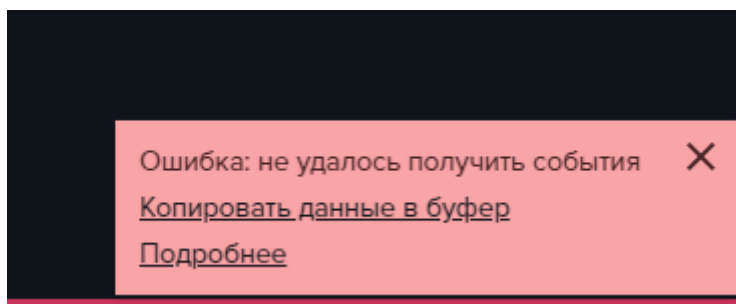 Ошибка: не удалось получить события
Копировать данные в буфер
Подробнее